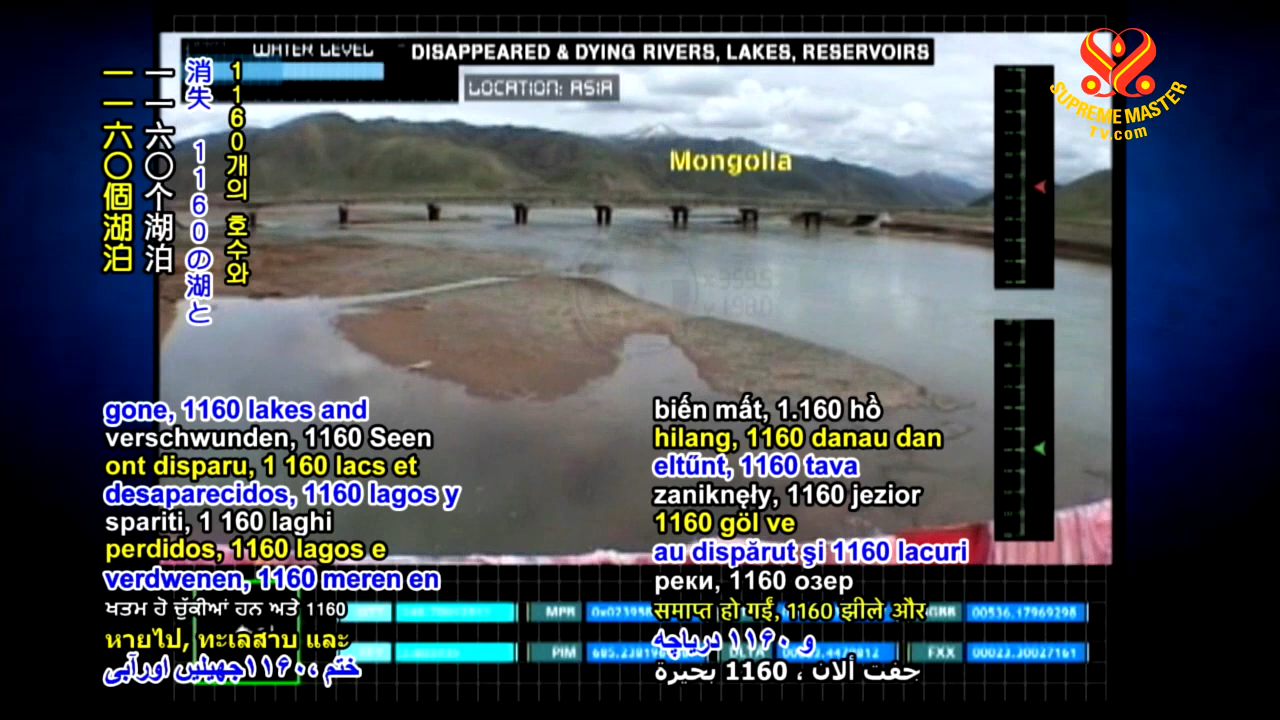 WATER LEVEL
DISAPPEARED & DYING RIVERS, LAKES, RESERVOIRS
LOCATION: ASIA
SUPREME MASTER
TV.com
Mongolia
一一六〇個湖泊
一一六〇个湖泊
消失 1160の湖と
1160개의 호수와
gone, 1160 lakes and
verschwunden, 1160 Seen
ont disparu, 1 160 lacs et
desaparecidos, 1160 lagos y
spariti, 1 160 laghi
perdidos, 1160 lagos e
verdwenen, 1160 meren en
ਖਤਮ ਹੋ ਚੁੱਕੀਆਂ ਹਨ ਅਤੇ 1160
หายไป, ทะเลสาบ และ
ختم ،۱۱۶۰جھیلیں اورآبی
biến mất, 1.160 hồ
hilang, 1160 danau dan
eltűnt, 1160 tava
zaniknęły, 1160 jezior
1160 göl ve
au dispărut şi 1160 lacuri
реки, 1160 озер
समाप्त हो गईं, 1160 झीले और
و ۱۱۶۰ دریاچه
جفت ألان ، 1160 بحيرة
MPR
00536.17969298
PIM
FXX 00023.30027161